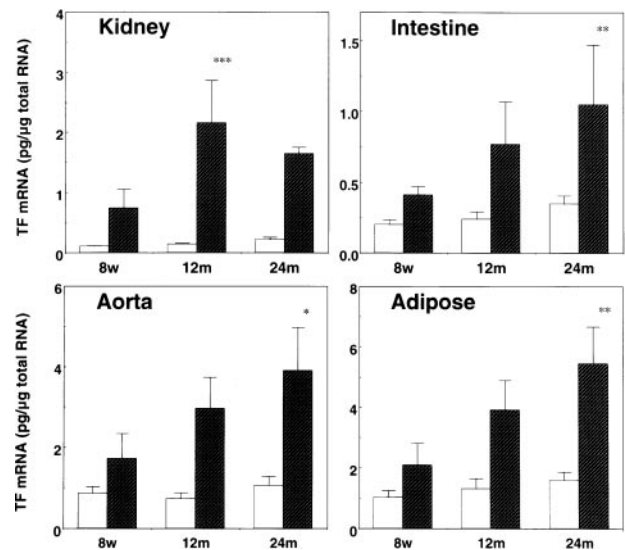 Kidney
***
4
3
2
1
0
TF mRNA (pg/µg total RNA)
8w 12m 24m
Intestine
**
1.5
1.0
0.5
0.0
8w 12m 24m
Aorta
*
6
4
2
0
TF mRNA (pg/µg total RNA)
8w 12m 24m
Adipose
**
8
6
4
2
0
8w 12m 24m